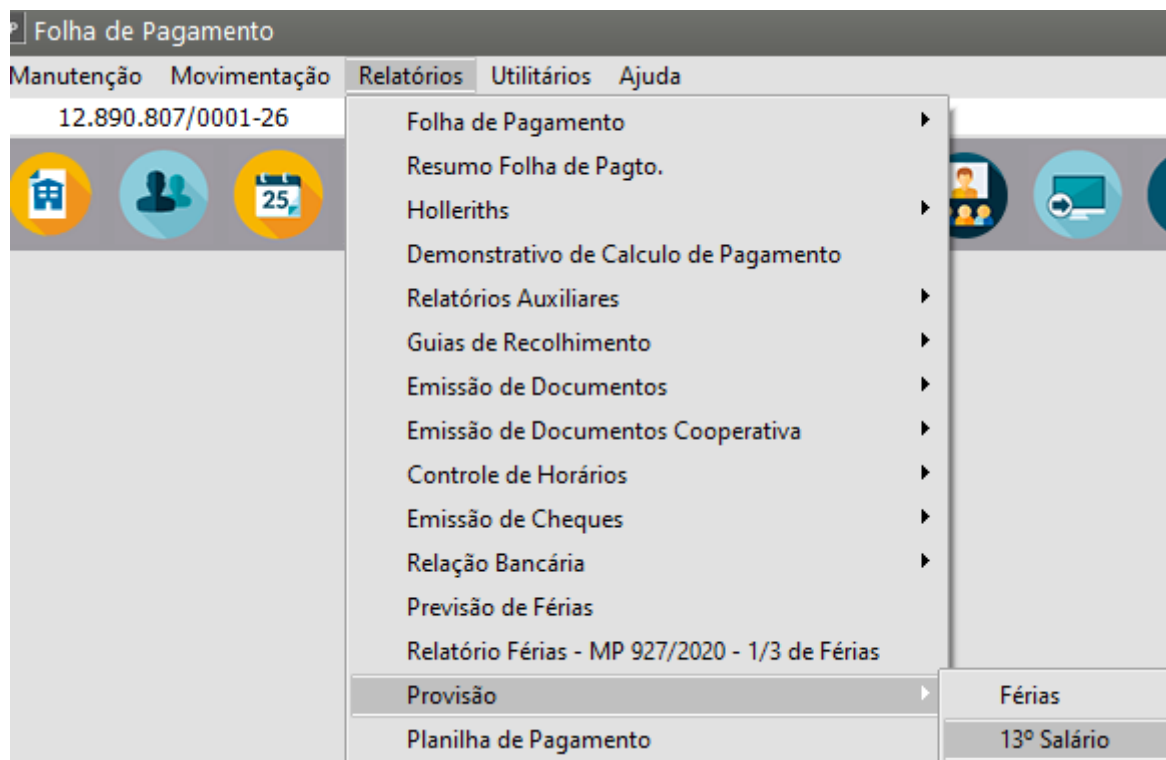 P Folha de Pagamento
Manutenção Movimentação Relatórios Utilitários Ajuda
12.890.807/0001-26
25
Folha de Pagamento
Resumo Folha de Pagto.
Holleriths
Demonstrativo de Calculo de Pagamento
Relatórios Auxiliares
Guias de Recolhimento
Emissão de Documentos
Emissão de Documentos Cooperativa
Controle de Horários
Emissão de Cheques
Relação Bancária
Previsão de Férias
Relatório Férias - MP 927/2020 - 1/3 de Férias
Provisão
Planilha de Pagamento
Férias
13º Salário